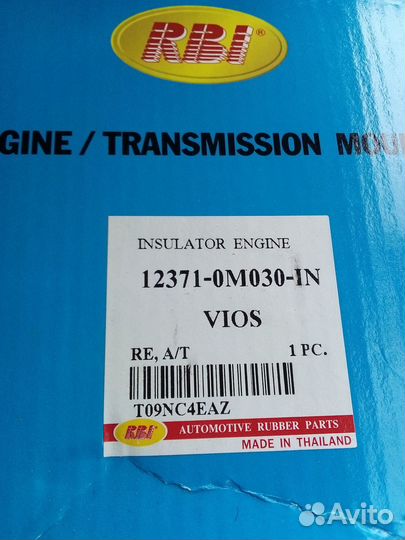 RBI®
GINE / TRANSMISSION MOU
INSULATOR ENGINE
12371-0M030-IN
VIOS
RE, A/T 1 PC.
T09NC4EAZ
RBI AUTOMOTIVE RUBBER PARTS
MADE IN THAILAND
Avito